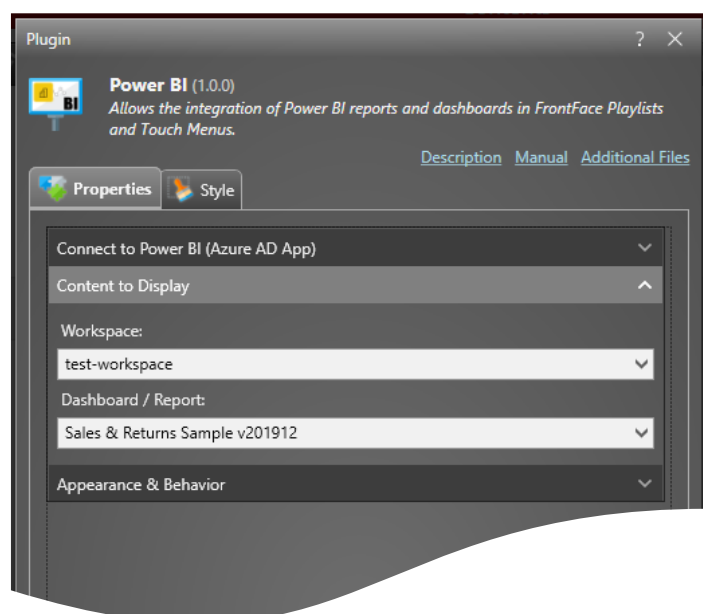 Plugin
?
Power BI (1.0.0)
Allows the integration of Power BI reports and dashboards in FrontFace Playlists
and Touch Menus.
Description Manual Additional Files
Properties Style
Connect to Power BI (Azure AD App)
Content to Display
Workspace:
test-workspace
Dashboard / Report:
Sales & Returns Sample v201912
Appearance & Behavior